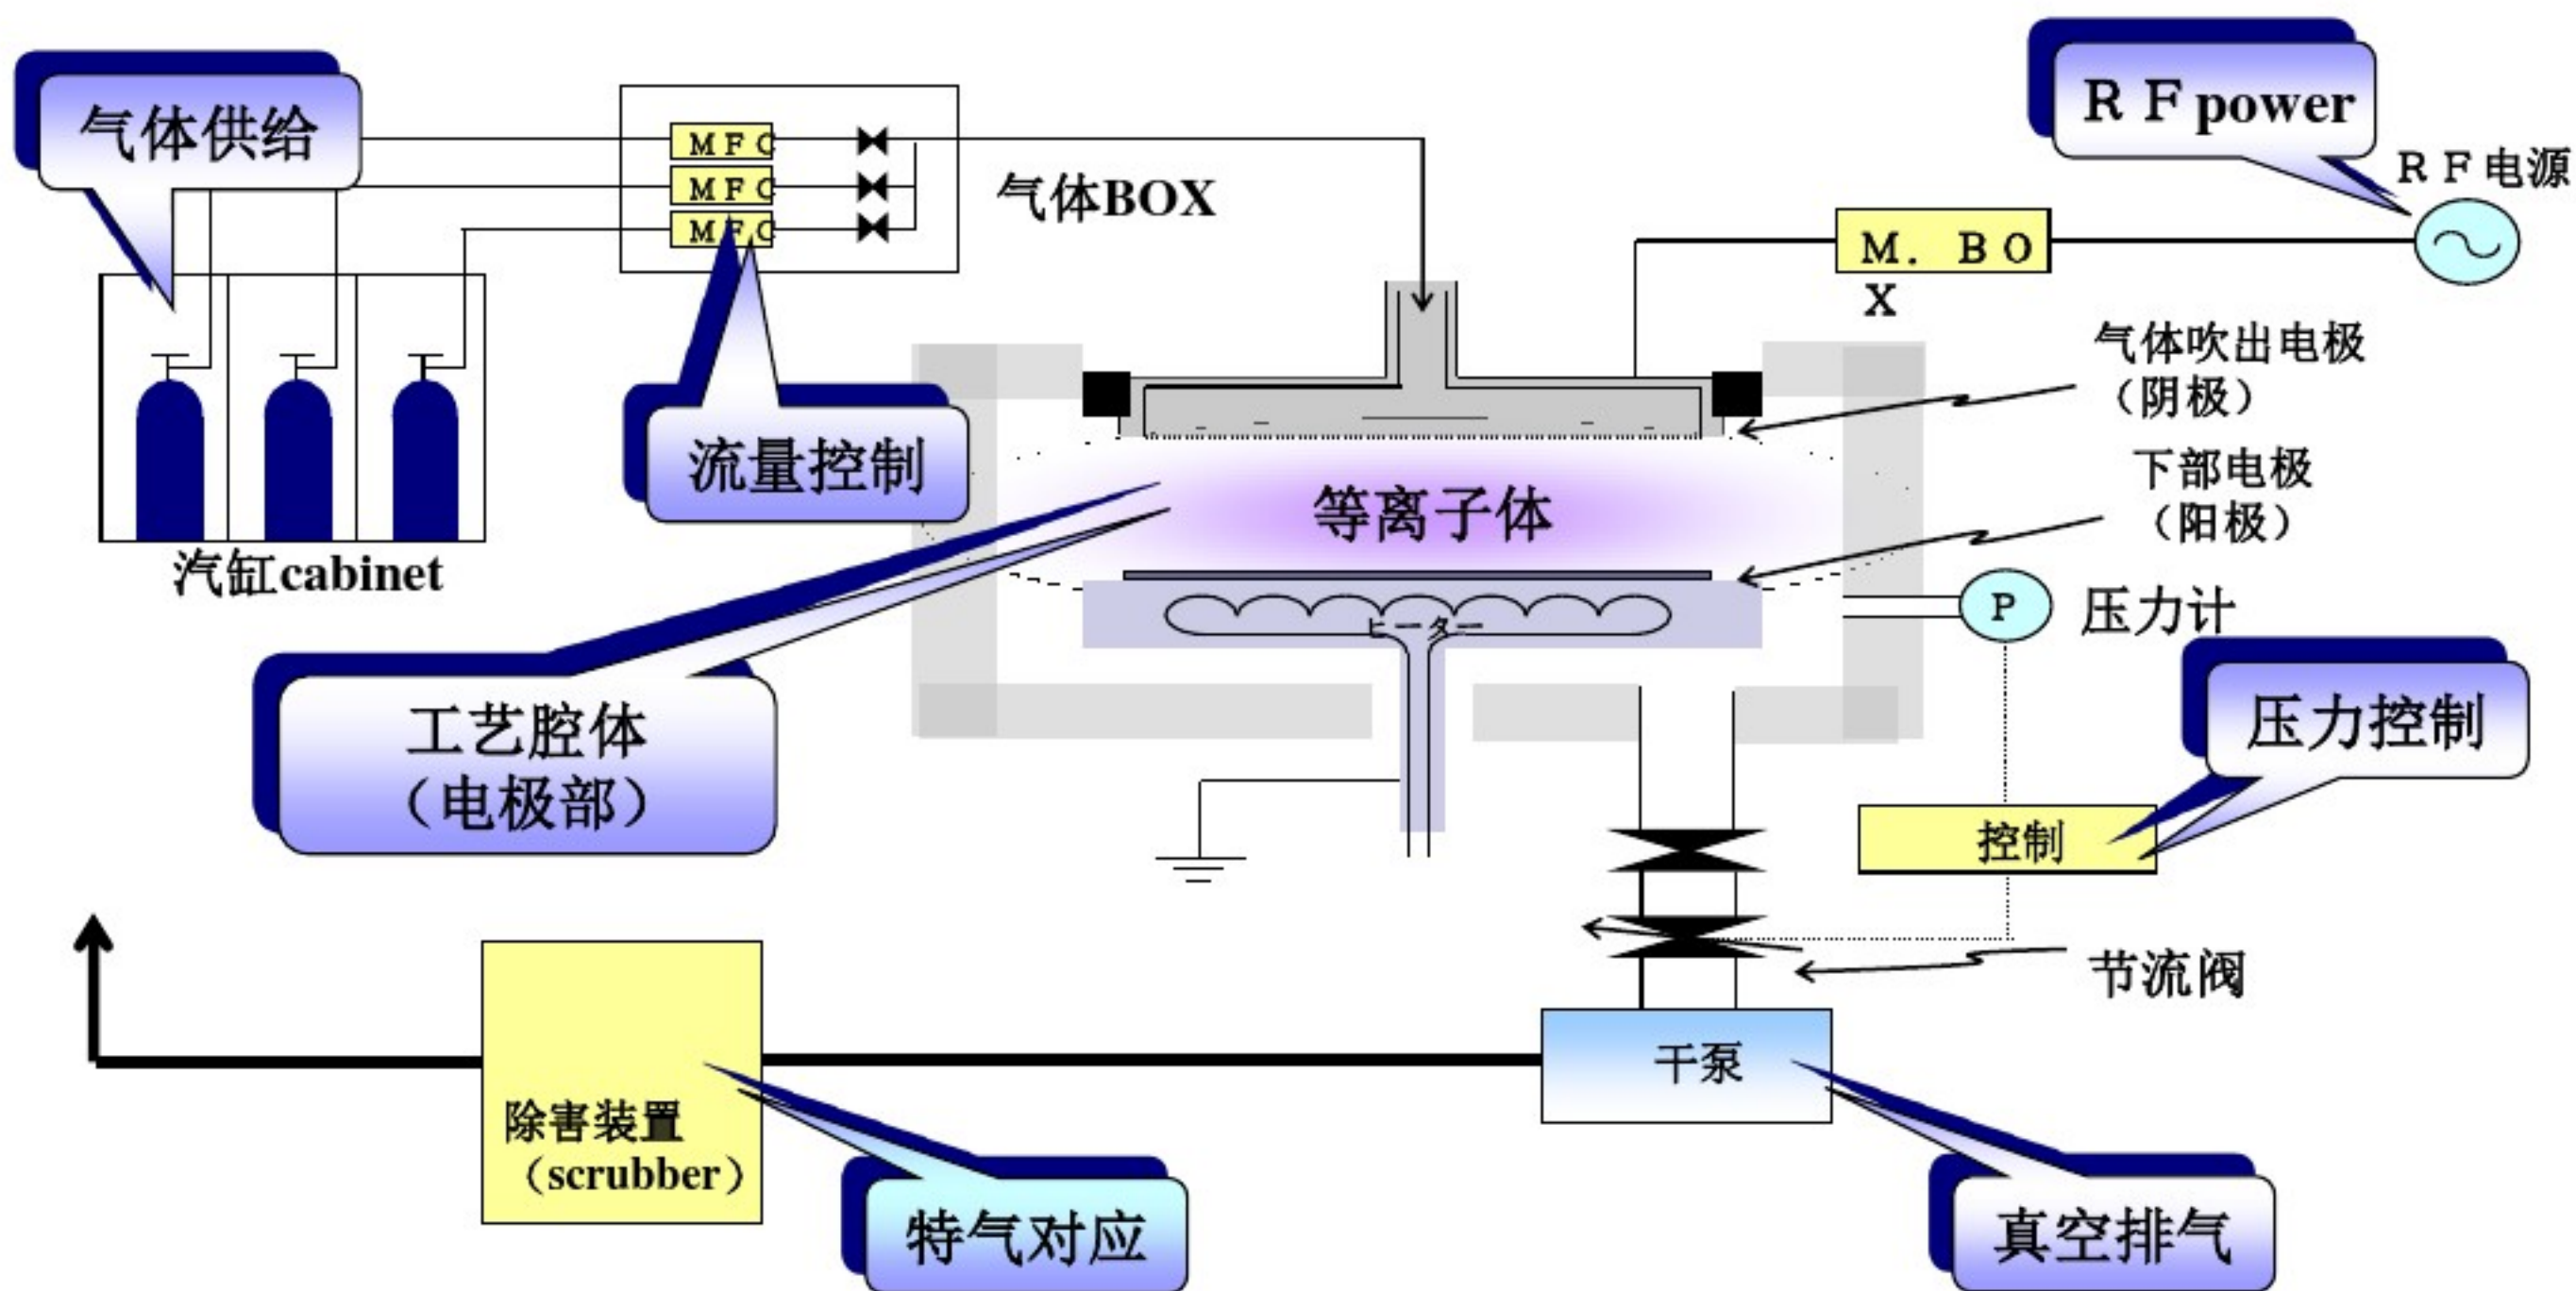 气体供给
ＲＦpower
ＲＦ电源
ＭＦＣ
ＭＦＣ
ＭＦＣ
气体BOX
Ｍ．ＢＯ
Ｘ
气体吹出电极
（阴极）
流量控制
下部电极
（阳极）
等离子体
汽缸cabinet
ヒーター
P
压力计
工艺腔体
（电极部）
压力控制
控制
节流阀
干泵
除害装置
（scrubber）
特气对应
真空排气